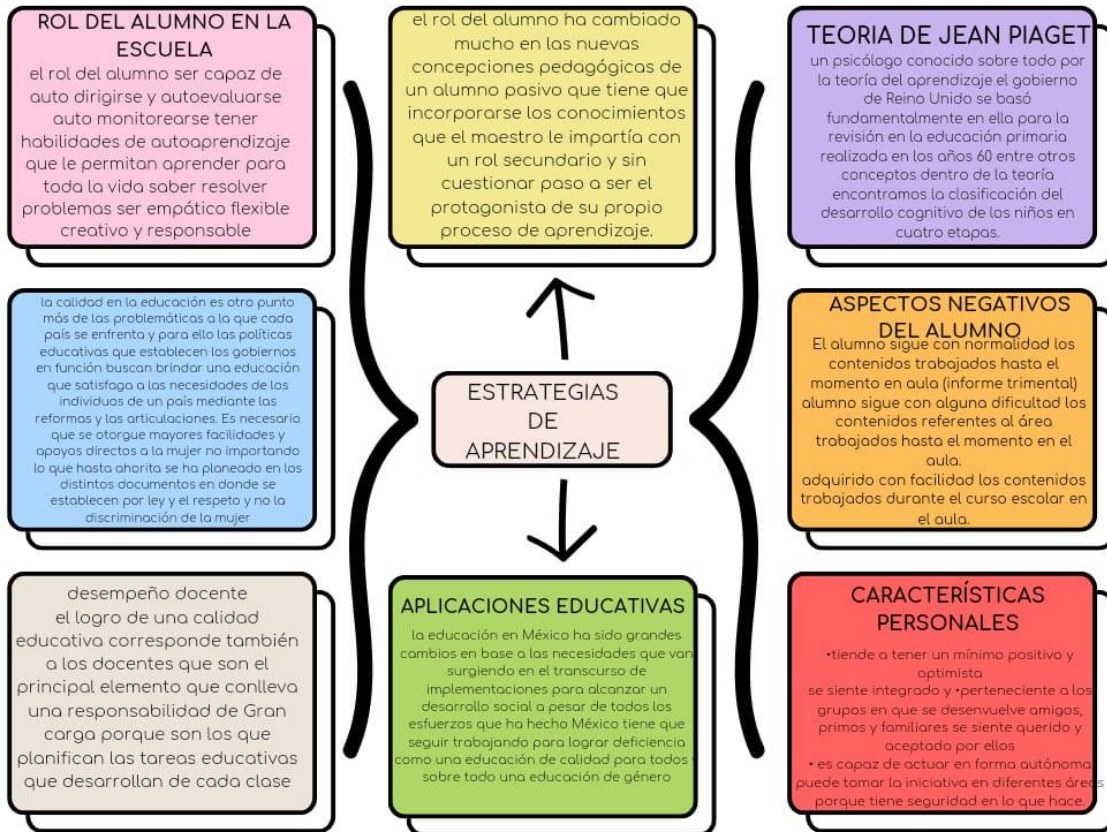 ROL DEL ALUMNO EN LA
ESCUELA
el rol del alumno ser capaz de
auto dirigirse y autoevaluarse
auto monitorearse tener
habilidades de autoaprendizaje
que le permitan aprender para
toda la vida saber resolver
problemas ser empático flexible
creativo y responsable
el rol del alumno ha cambiado
mucho en las nuevas
concepciones pedagógicas de
un alumno pasivo que tiene que
incorporarse los conocimientos
que el maestro le impartía con
un rol secundario y sin
cuestionar paso a ser el
protagonista de su propio
proceso de aprendizaje.
TEORIA DE JEAN PIAGET
un psicólogo conocido sobre todo por
la teoría del aprendizaje el gobierno
de Reino Unido se basó
fundamentalmente en ella para la
revisión en la educación primaria
realizada en los años 60 entre otros
conceptos dentro de la teoría
encontramos la clasificación del
desarrollo cognitivo de los niños en
cuatro etapas.
la calidad en la educación es otro punto
más de las problemáticas a la que cada
país se enfrenta y para ello las políticas
educativas que establecen los gobiernos
en función buscan brindar una educación
que satisfaga a las necesidades de los
individuos de un país mediante las
reformas y las articulaciones. Es necesario
que se otorgue mayores facilidades y
apoyos directos a la mujer no importando
lo que hasta ahorita se ha planeado en los
distintos documentos en donde se
establecen por ley y el respeto y no la
discriminación de la mujer
ESTRATEGIAS
DE
APRENDIZAJE
ASPECTOS NEGATIVOS
DEL ALUMNO
El alumno sigue con normalidad los
contenidos trabajados hasta el
momento en aula (informe trimental)
alumno sigue con alguna dificultad los
contenidos referentes al área
trabajados hasta el momento en el
aula.
adquirido con facilidad los contenidos
trabajados durante el curso escolar en
el aula.
desempeño docente
el logro de una calidad
educativa corresponde también
a los docentes que son el
principal elemento que conlleva
una responsabilidad de Gran
carga porque son los que
planifican las tareas educativas
que desarrollan de cada clase
APLICACIONES EDUCATIVAS
la educación en México ha sido grandes
cambios en base a las necesidades que van
surgiendo en el transcurso de
implementaciones para alcanzar un
desarrollo social a pesar de todos los
esfuerzos que ha hecho México tiene que
seguir trabajando para lograr deficiencia
como una educación de calidad para todos y
sobre todo una educación de género
CARACTERÍSTICAS
PERSONALES
•tiende a tener un mínimo positivo y
optimista
se siente integrado y •perteneciente a los
grupos en que se desenvuelve amigos,
primos y familiares se siente querido y
aceptado por ellos
• es capaz de actuar en forma autónoma
puede tomar la iniciativa en diferentes áreas
porque tiene seguridad en lo que hace.